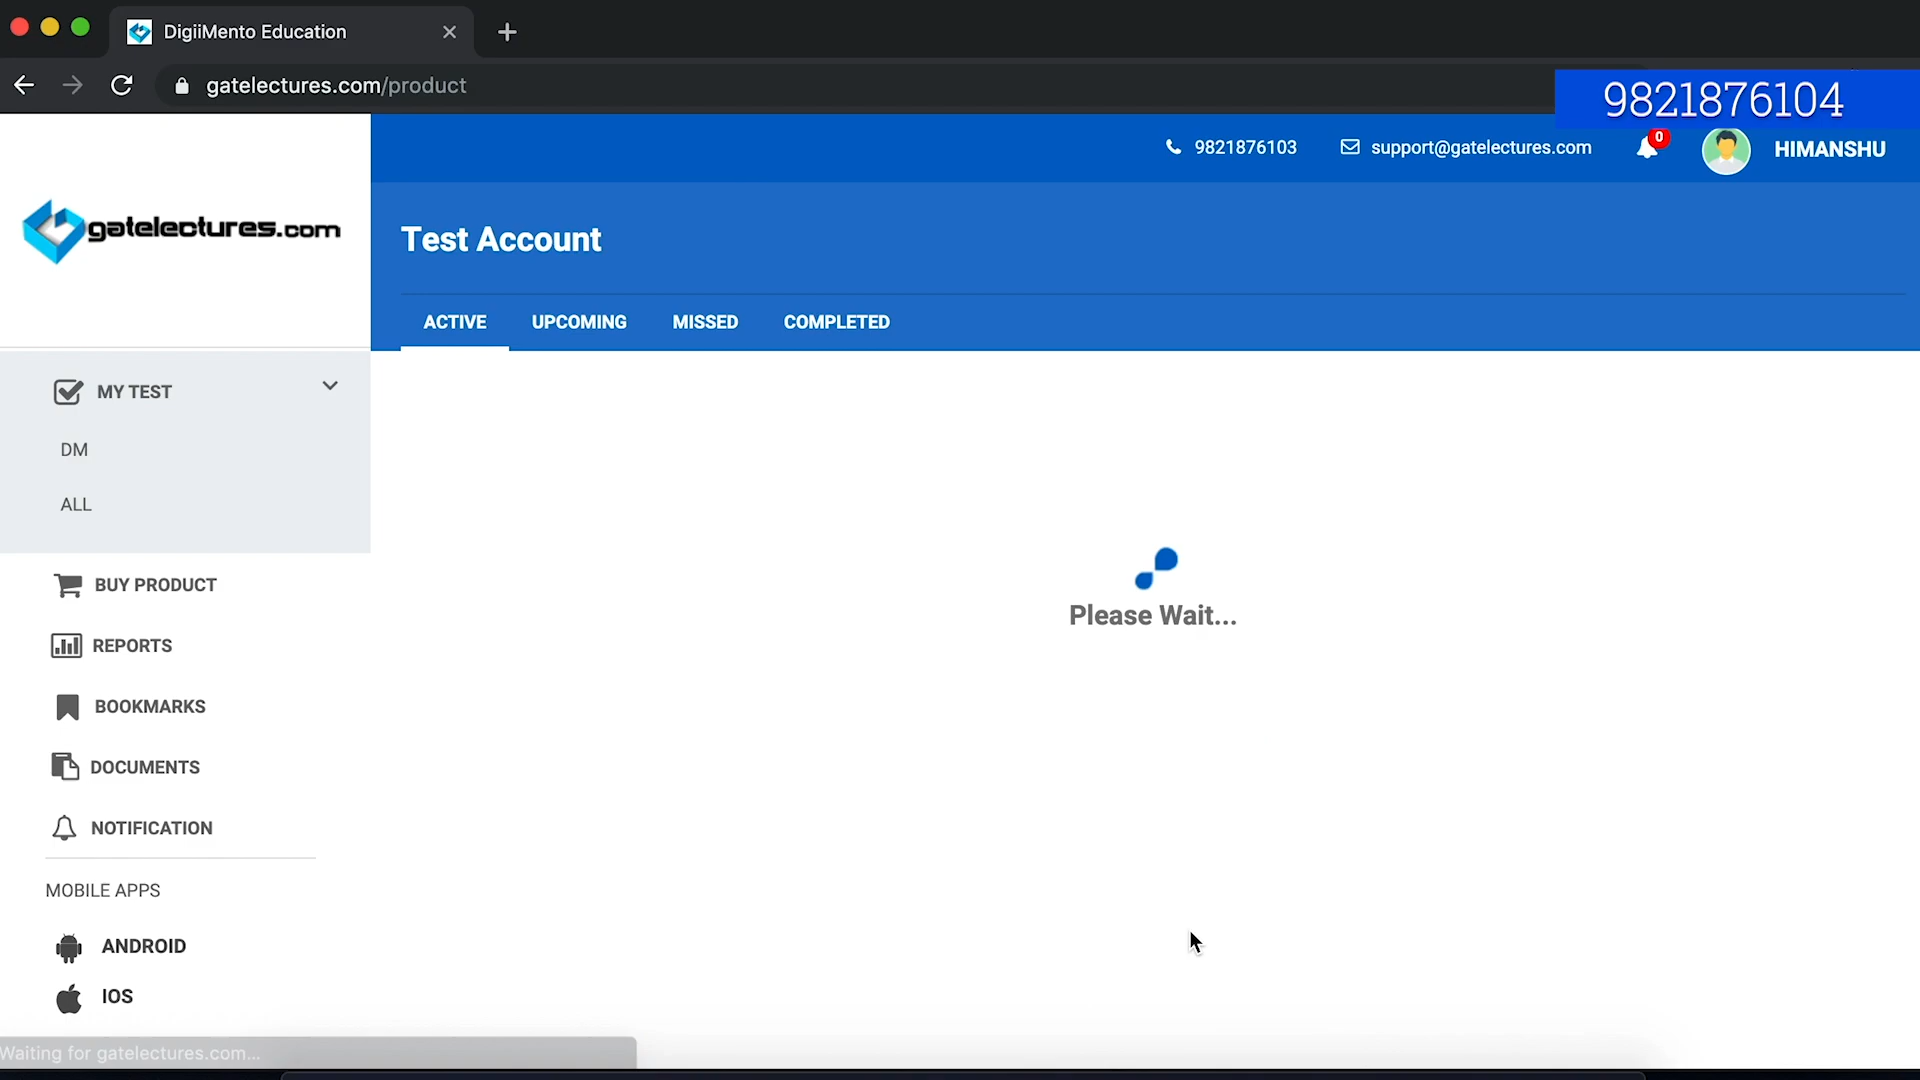 DigiiMento Education
gatelectures.com/product
9821876104
9821876103
support@gatelectures.com
0
HIMANSHU
gatelectures.com
Test Account
ACTIVE
UPCOMING
MISSED
COMPLETED
MY TEST
DM
ALL
BUY PRODUCT
REPORTS
BOOKMARKS
DOCUMENTS
NOTIFICATION
Please Wait...
MOBILE APPS
ANDROID
IOS
Waiting for gatelectures.com...